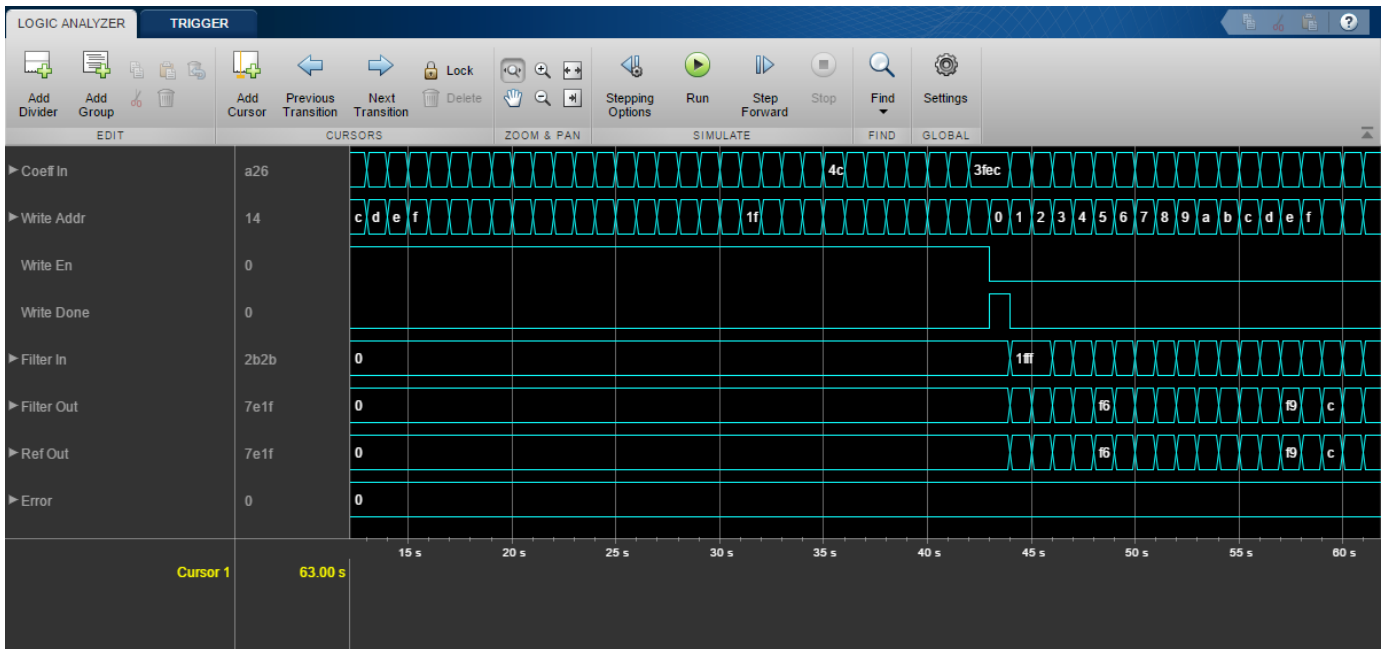 LOGIC ANALYZER TRIGGER
?
Add Divider
Add Group
Add Cursor
Previous Transition
Next Transition
Lock
Delete
Stepping Options
Run
Step Forward
Stop
Find
Settings
EDIT CURSORS ZOOM & PAN SIMULATE FIND GLOBAL
Coeff In a26 4c 3fec
Write Addr 14 c d e f 1f 0 1 2 3 4 5 6 7 8 9 a b c d e f
Write En 0
Write Done 0
Filter In 2b2b 0 1fff
Filter Out 7e1f 0 f6 f9 c
Ref Out 7e1f 0 f6 f9 c
Error 0 0
15 s 20 s 25 s 30 s 35 s 40 s 45 s 50 s 55 s 60 s
Cursor 1 63.00 s